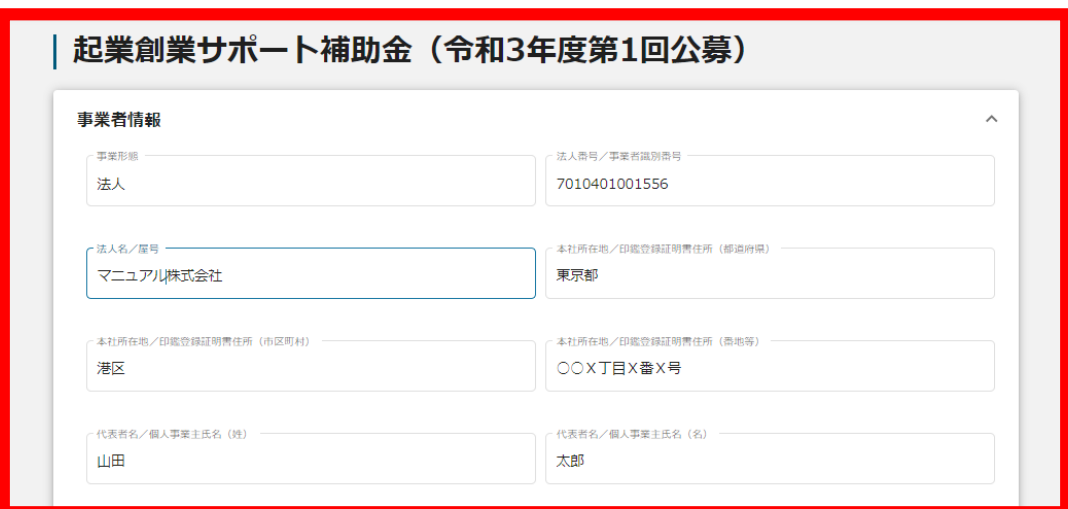 起業創業サポート補助金（令和3年度第1回公募）
事業者情報
事業形態
法人番号／事業者識別番号
法人
7010401001556
法人名／屋号
本社所在地／印鑑登録証明書住所（都道府県）
マニュアル株式会社
東京都
本社所在地／印鑑登録証明書住所（市区町村）
本社所在地／印鑑登録証明書住所（番地等）
港区
○○X丁目X番X号
代表者名／個人事業主氏名（姓）
代表者名／個人事業主氏名（名）
山田
太郎